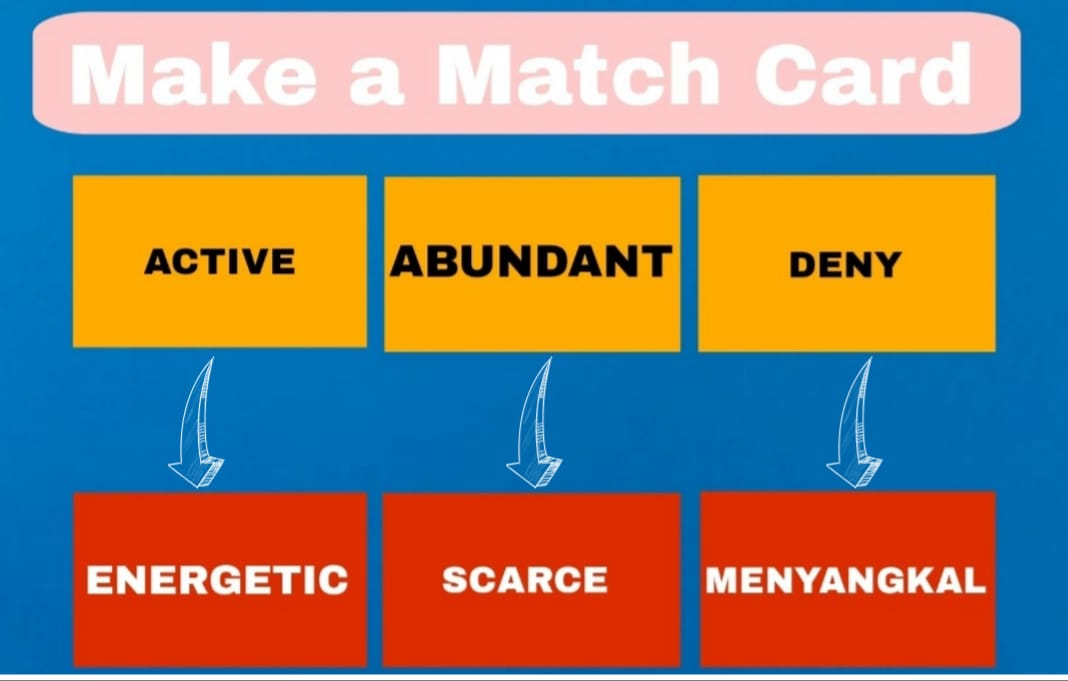 Make a Match Card
ACTIVE
ABUNDANT
DENY
ENERGETIC
SCARCE
MENYANGKAL